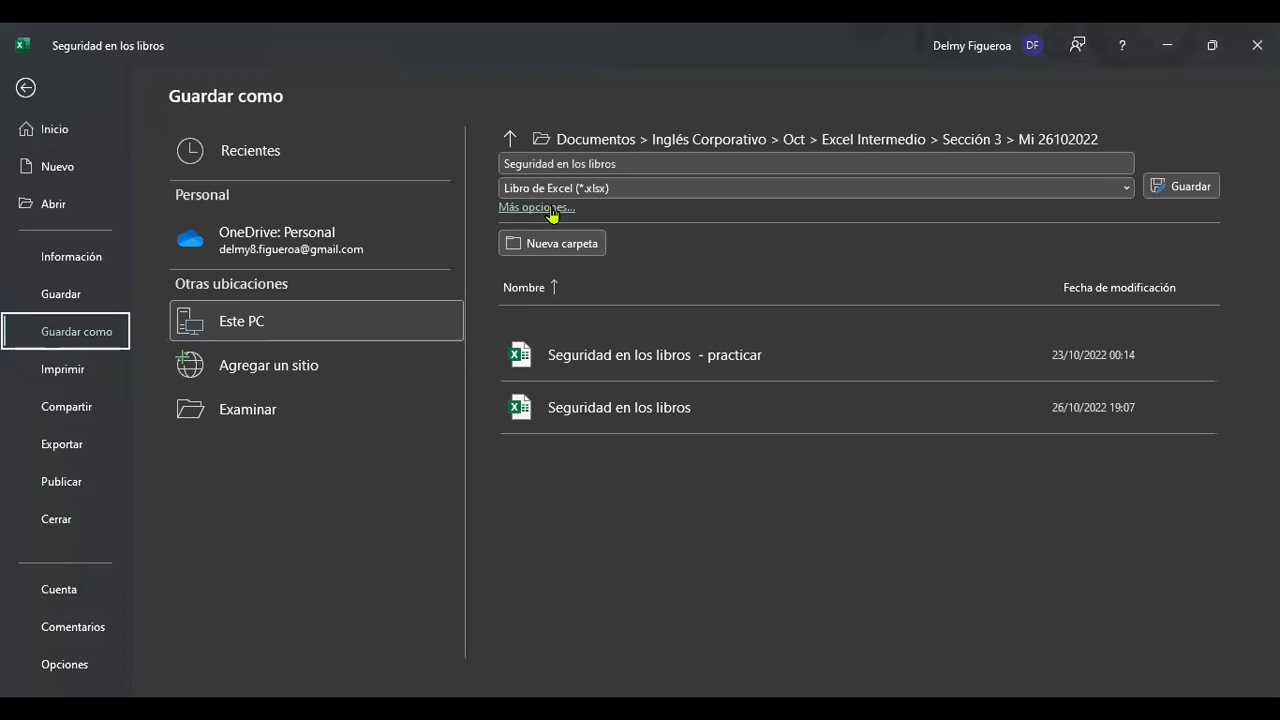 Seguridad en los libros
Delmy Figueroa DF ?
Inicio
Nuevo
Abrir
Información
Guardar
Guardar como
Imprimir
Compartir
Exportar
Publicar
Cerrar
Cuenta
Comentarios
Opciones
Guardar como
Recientes
Personal
OneDrive: Personal
delmy8.figueroa@gmail.com
Otras ubicaciones
Este PC
Agregar un sitio
Examinar
Documentos > Inglés Corporativo > Oct > Excel Intermedio > Sección 3 > Mi 26102022
Seguridad en los libros
Libro de Excel (*.xlsx)
Guardar
Más opciones...
Nueva carpeta
Nombre ↑ Fecha de modificación
Seguridad en los libros - practicar 23/10/2022 00:14
Seguridad en los libros 26/10/2022 19:07